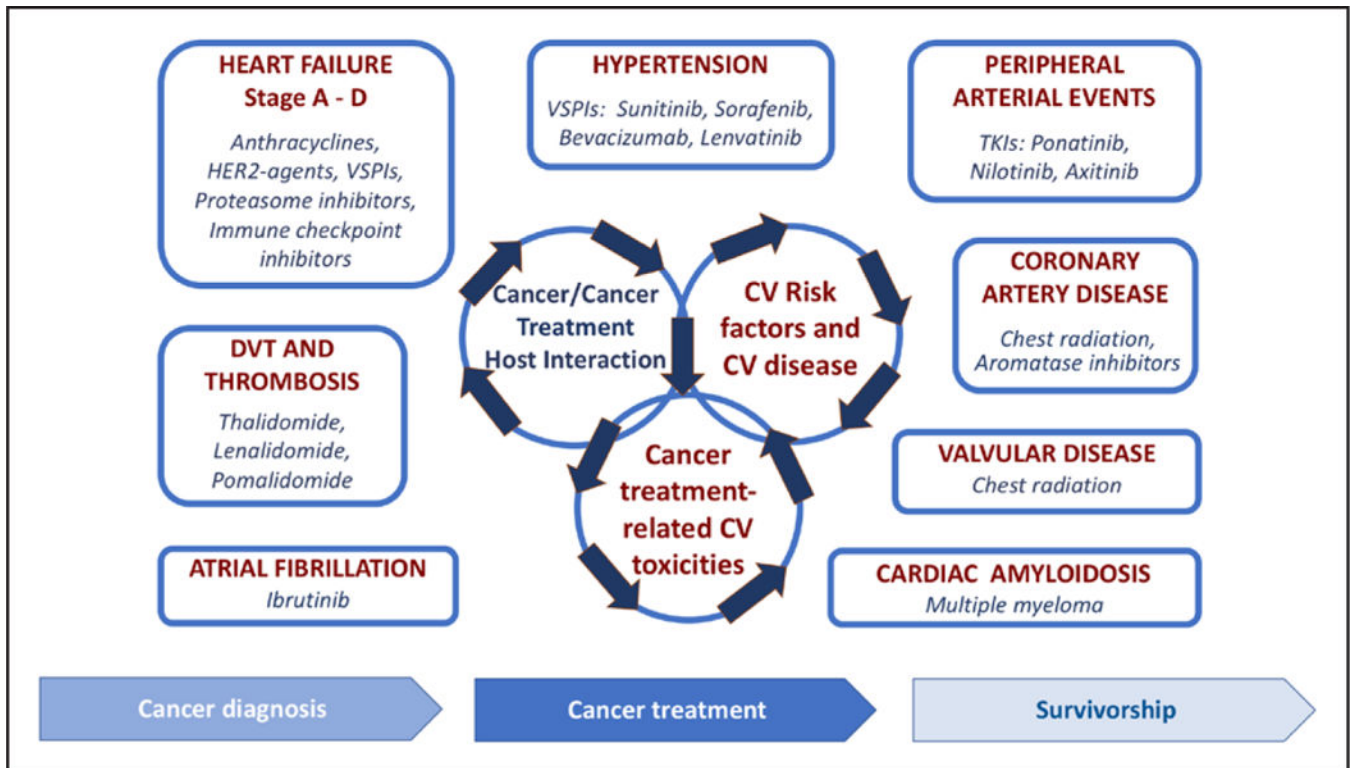 HEART FAILURE
Stage A - D
Anthracyclines,
HER2-agents, VSPIs,
Proteasome inhibitors,
Immune checkpoint
inhibitors
HYPERTENSION
VSPIs: Sunitinib, Sorafenib,
Bevacizumab, Lenvatinib
PERIPHERAL
ARTERIAL EVENTS
TKIs: Ponatinib,
Nilotinib, Axitinib
DVT AND
THROMBOSIS
Thalidomide,
Lenalidomide,
Pomalidomide
Cancer/Cancer
Treatment
Host Interaction
CV Risk
factors and
CV disease
CORONARY
ARTERY DISEASE
Chest radiation,
Aromatase inhibitors
Cancer
treatment-
related CV
toxicities
VALVULAR DISEASE
Chest radiation
ATRIAL FIBRILLATION
Ibrutinib
CARDIAC AMYLOIDOSIS
Multiple myeloma
Cancer diagnosis
Cancer treatment
Survivorship